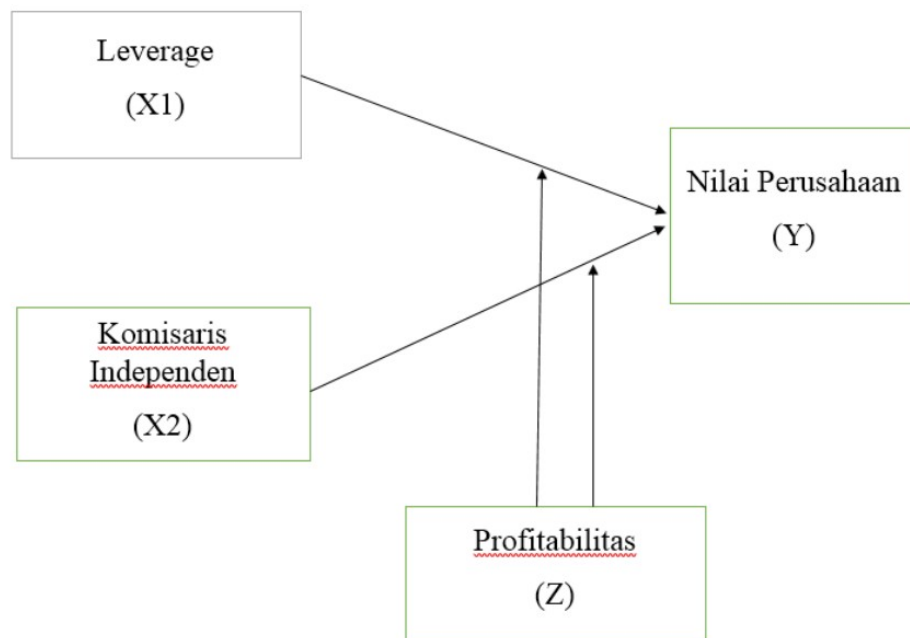 Leverage
(X1)
Nilai Perusahaan
(Y)
Komisaris
Independen
(X2)
Profitabilitas
(Z)